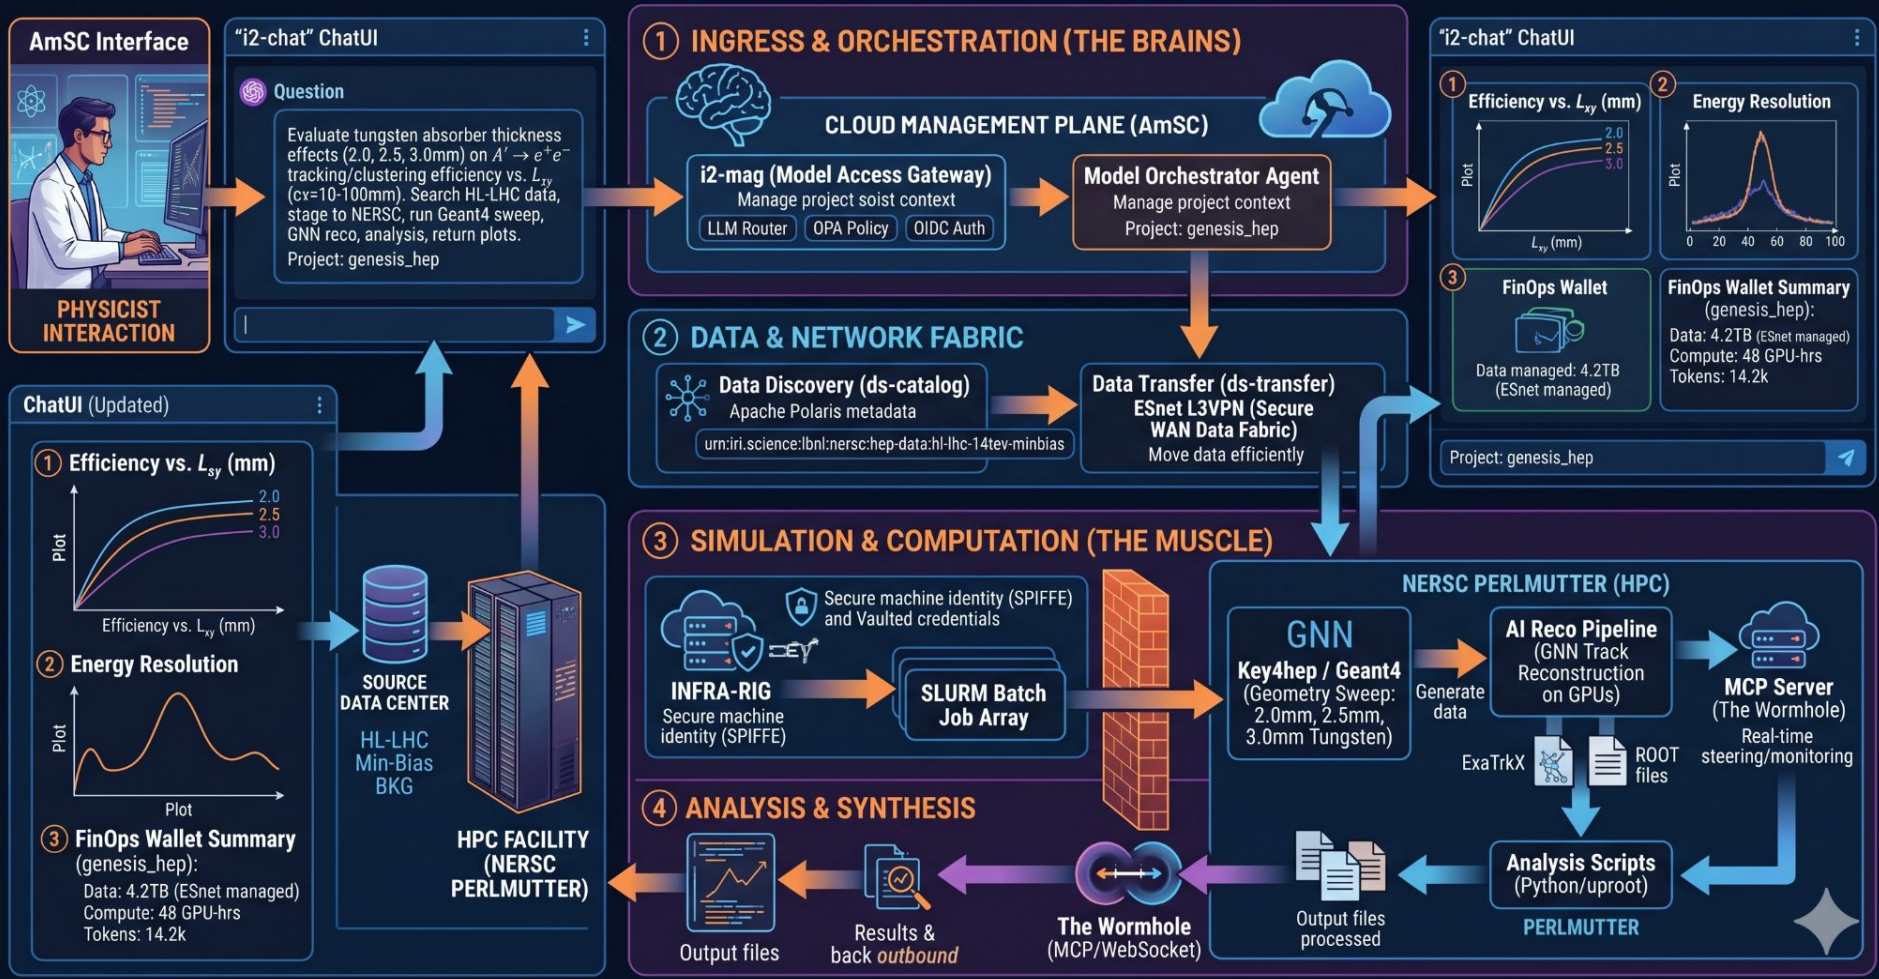 AmSC Interface
PHYSICIST
INTERACTION
"i2-chat" ChatUI
Question
Evaluate tungsten absorber thickness
effects (2.0, 2.5, 3.0mm) on A′ → e⁺e⁻
tracking/clustering efficiency vs. Lxy
(cx=10-100mm). Search HL-LHC data,
stage to NERSC, run Geant4 sweep,
GNN reco, analysis, return plots.
Project: genesis_hep
1 INGRESS & ORCHESTRATION (THE BRAINS)
CLOUD MANAGEMENT PLANE (AmSC)
i2-mag (Model Access Gateway)
Manage project soist context
LLM Router
OPA Policy
OIDC Auth
Model Orchestrator Agent
Manage project context
Project: genesis_hep
"i2-chat" ChatUI
1
Efficiency vs. Lxy (mm)
Plot
2.0
2.5
3.0
Lxy (mm)
2
Energy Resolution
Plot
0 20 40 60 80 100
3
FinOps Wallet
Data managed: 4.2TB
(ESnet managed)
FinOps Wallet Summary
(genesis_hep):
Data: 4.2TB (ESnet managed)
Compute: 48 GPU-hrs
Tokens: 14.2k
Project: genesis_hep
2 DATA & NETWORK FABRIC
Data Discovery (ds-catalog)
Apache Polaris metadata
urn:iri.science:lbnl:nersc:hep-data:hl-lhc-14tev-minbias
Data Transfer (ds-transfer)
ESnet L3VPN (Secure
WAN Data Fabric)
Move data efficiently
ChatUI (Updated)
1 Efficiency vs. Lsy (mm)
Plot
2.0
2.5
3.0
Efficiency vs. Lxy (mm)
2 Energy Resolution
Plot
Plot
3 FinOps Wallet Summary
(genesis_hep):
Data: 4.2TB (ESnet managed)
Compute: 48 GPU-hrs
Tokens: 14.2k
SOURCE
DATA CENTER
HL-LHC
Min-Bias
BKG
HPC FACILITY
(NERSC
PERLMUTTER)
3 SIMULATION & COMPUTATION (THE MUSCLE)
Secure machine identity (SPIFFE)
and Vaulted credentials
INFRA-RIG
Secure machine
identity (SPIFFE)
SLURM Batch
Job Array
NERSC PERLMUTTER (HPC)
GNN
Key4hep / Geant4
(Geometry Sweep:
2.0mm, 2.5mm,
3.0mm Tungsten)
Generate
data
AI Reco Pipeline
(GNN Track
Reconstruction
on GPUs)
MCP Server
(The Wormhole)
Real-time
steering/monitoring
ExaTrkX
ROOT
files
Analysis Scripts
(Python/uproot)
PERLMUTTER
4 ANALYSIS & SYNTHESIS
Output files
Results &
back outbound
The Wormhole
(MCP/WebSocket)
Output files
processed